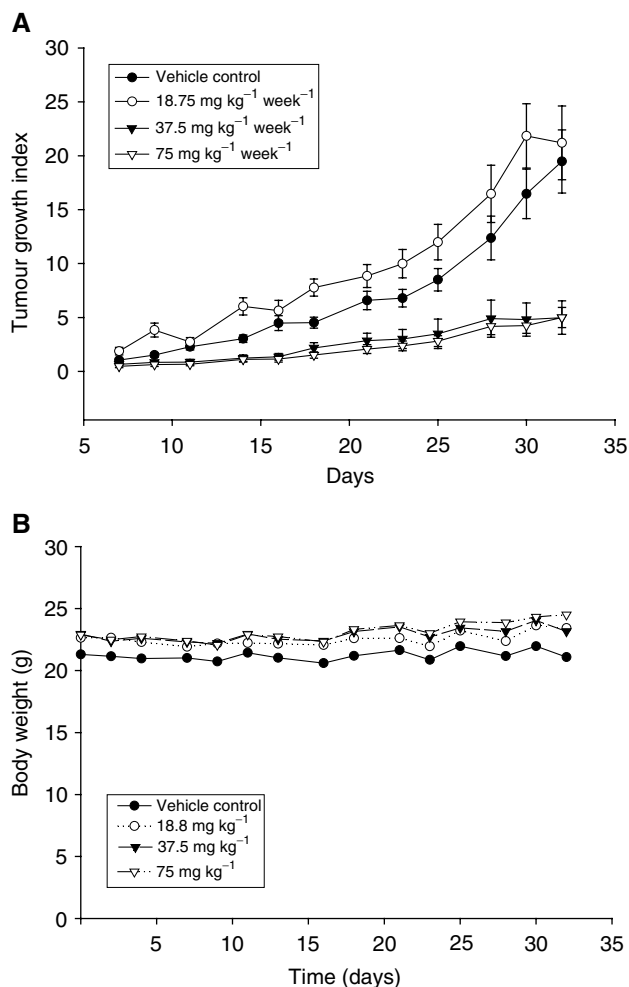 A
30
25
20
15
10
5
0
Tumour growth index
Vehicle control
18.75 mg kg⁻¹ week⁻¹
37.5 mg kg⁻¹ week⁻¹
75 mg kg⁻¹ week⁻¹
5 10 15 20 25 30 35
Days
B
30
25
20
15
10
5
0
Body weight (g)
Vehicle control
18.8 mg kg⁻¹
37.5 mg kg⁻¹
75 mg kg⁻¹
5 10 15 20 25 30 35
Time (days)